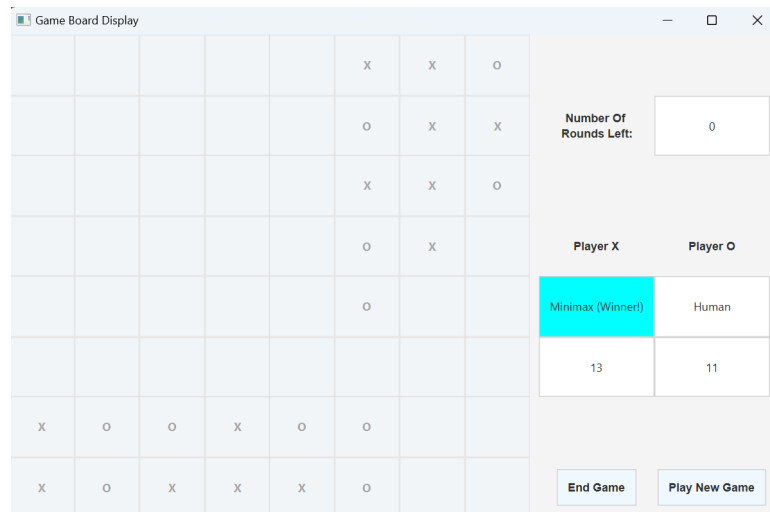 Game Board Display
X X O
O X X
Number Of
Rounds Left:
0
X X O
O X
Player X Player O
O
Minimax (Winner!) Human
13 11
X O O X O O
X O X X X O
End Game Play New Game